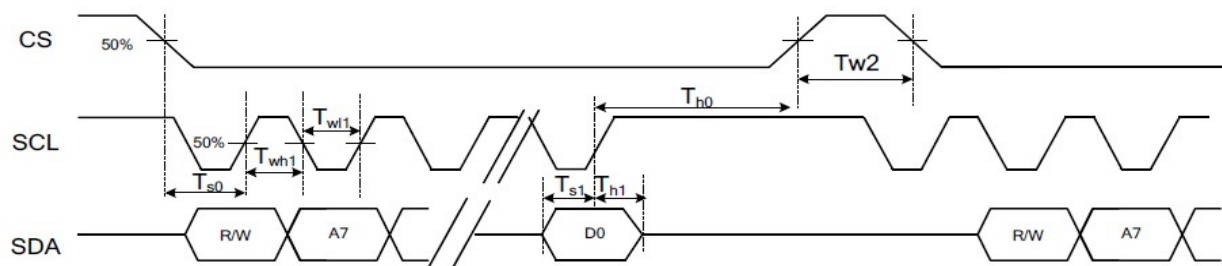 CS
50%
Tw2
Th0
SCL
50%
Twl1
Twh1
Ts0
Ts1
Th1
SDA
R/W
A7
D0
R/W
A7